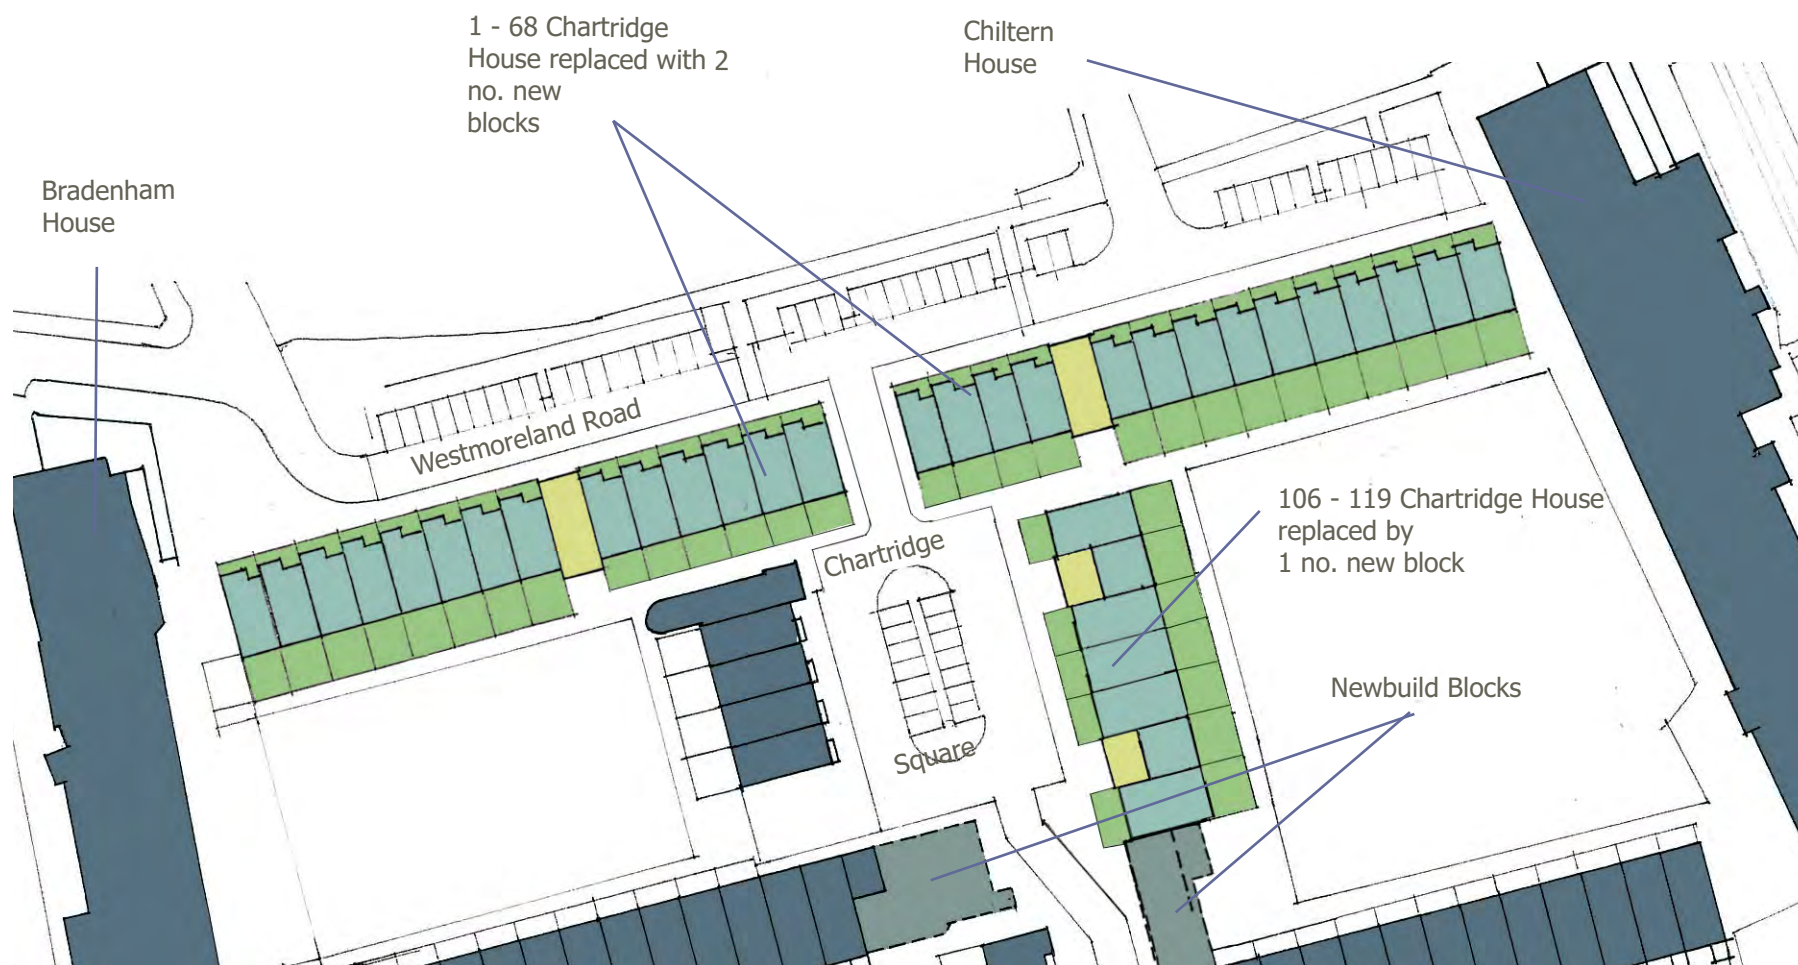 1 - 68 Chartridge
House replaced with 2
no. new
blocks
Chiltern
House
Bradenham
House
Westmoreland Road
106 - 119 Chartridge House
replaced by
1 no. new block
Chartridge
Newbuild Blocks
Square